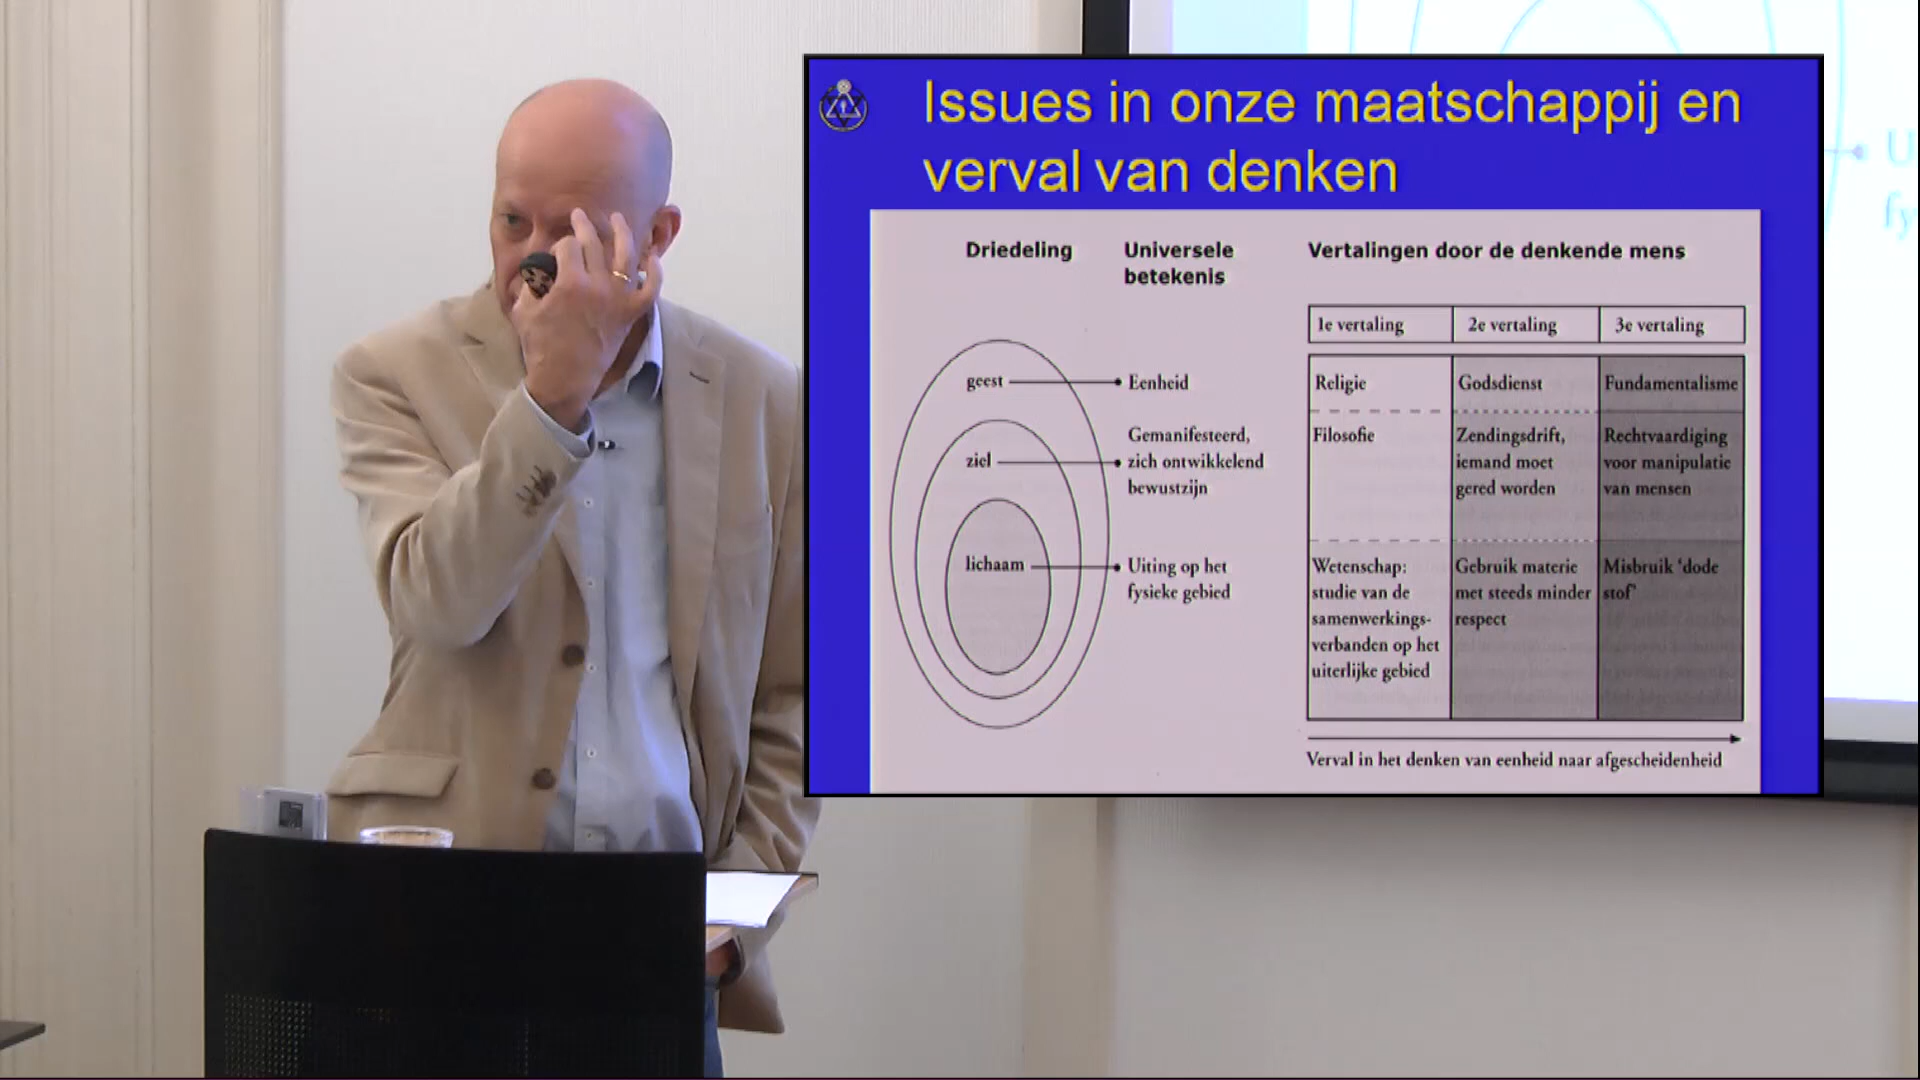 Issues in onze maatschappij en
verval van denken
Driedeling
Universele
betekenis
Vertalingen door de denkende mens
1e vertaling
2e vertaling
3e vertaling
geest
Eenheid
Religie
Godsdienst
Fundamentalisme
ziel
Gemanifesteerd,
zich ontwikkelend
bewustzijn
Filosofie
Zendingsdrift,
iemand moet
gered worden
Rechtvaardiging
voor manipulatie
van mensen
lichaam
Uiting op het
fysieke gebied
Wetenschap:
studie van de
samenwerkings-
verbanden op het
uiterlijke gebied
Gebruik materie
met steeds minder
respect
Misbruik ‘dode
stof’
Verval in het denken van eenheid naar afgescheidenheid
U
fy